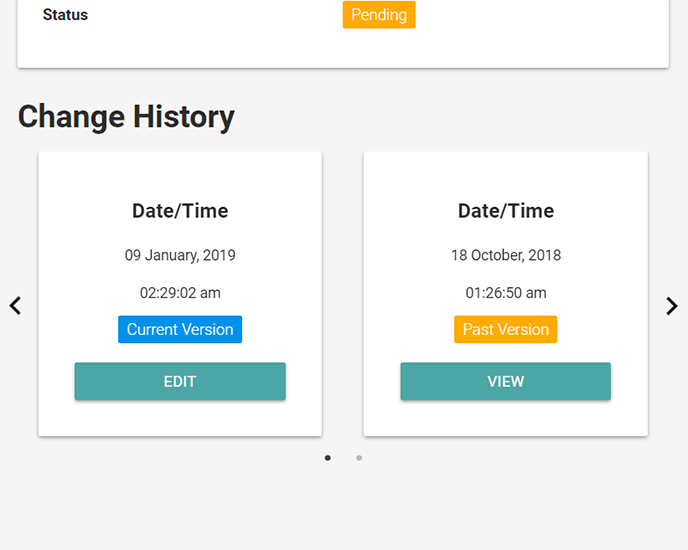 Status
Pending
Change History
Date/Time
09 January, 2019
02:29:02 am
Current Version
EDIT
Date/Time
18 October, 2018
01:26:50 am
Past Version
VIEW